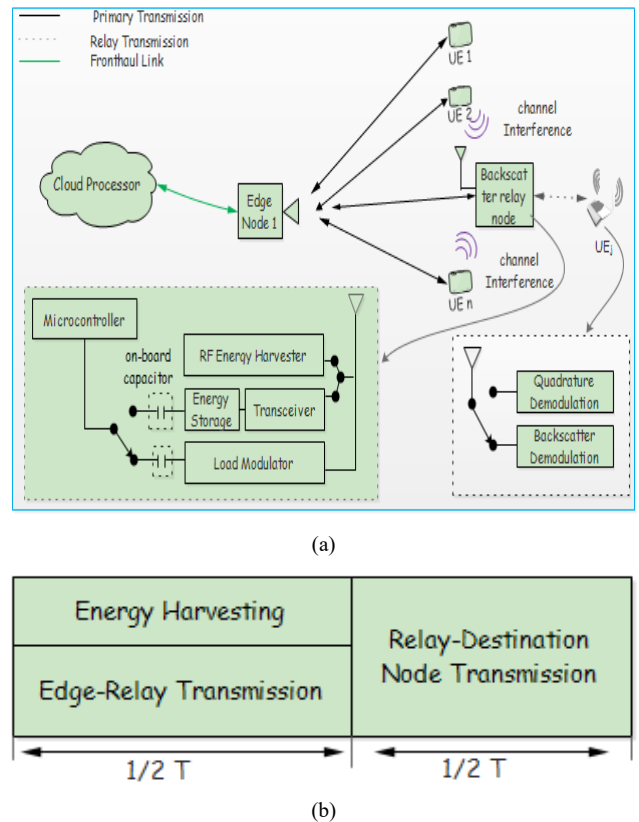 Primary Transmission
Relay Transmission
Fronthaul Link
UE 1
UE 2
channel
Interference
Cloud Processor
Edge
Node 1
Backscat
ter relay
node
UEj
channel
Interference
UE n
Microcontroller
on-board
capacitor
RF Energy Harvester
Energy
Storage
Transceiver
Load Modulator
Quadrature
Demodulation
Backscatter
Demodulation
(a)
Energy Harvesting
Edge-Relay Transmission
Relay-Destination
Node Transmission
1/2 T
1/2 T
(b)